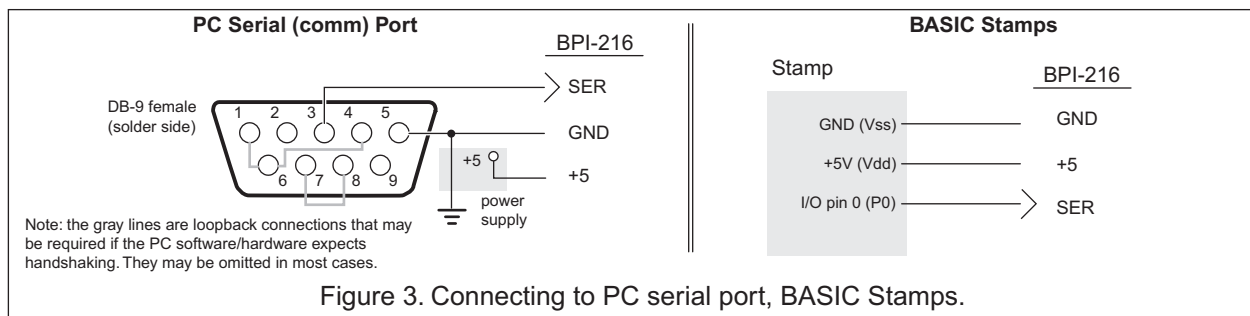 PC Serial (comm) Port
BPI-216
SER
GND
+5
DB-9 female
(solder side)
1 2 3 4 5
6 7 8 9
+5
power
supply
Note: the gray lines are loopback connections that may
be required if the PC software/hardware expects
handshaking. They may be omitted in most cases.
BASIC Stamps
Stamp
BPI-216
GND (Vss)
GND
+5V (Vdd)
+5
I/O pin 0 (P0)
SER
Figure 3. Connecting to PC serial port, BASIC Stamps.